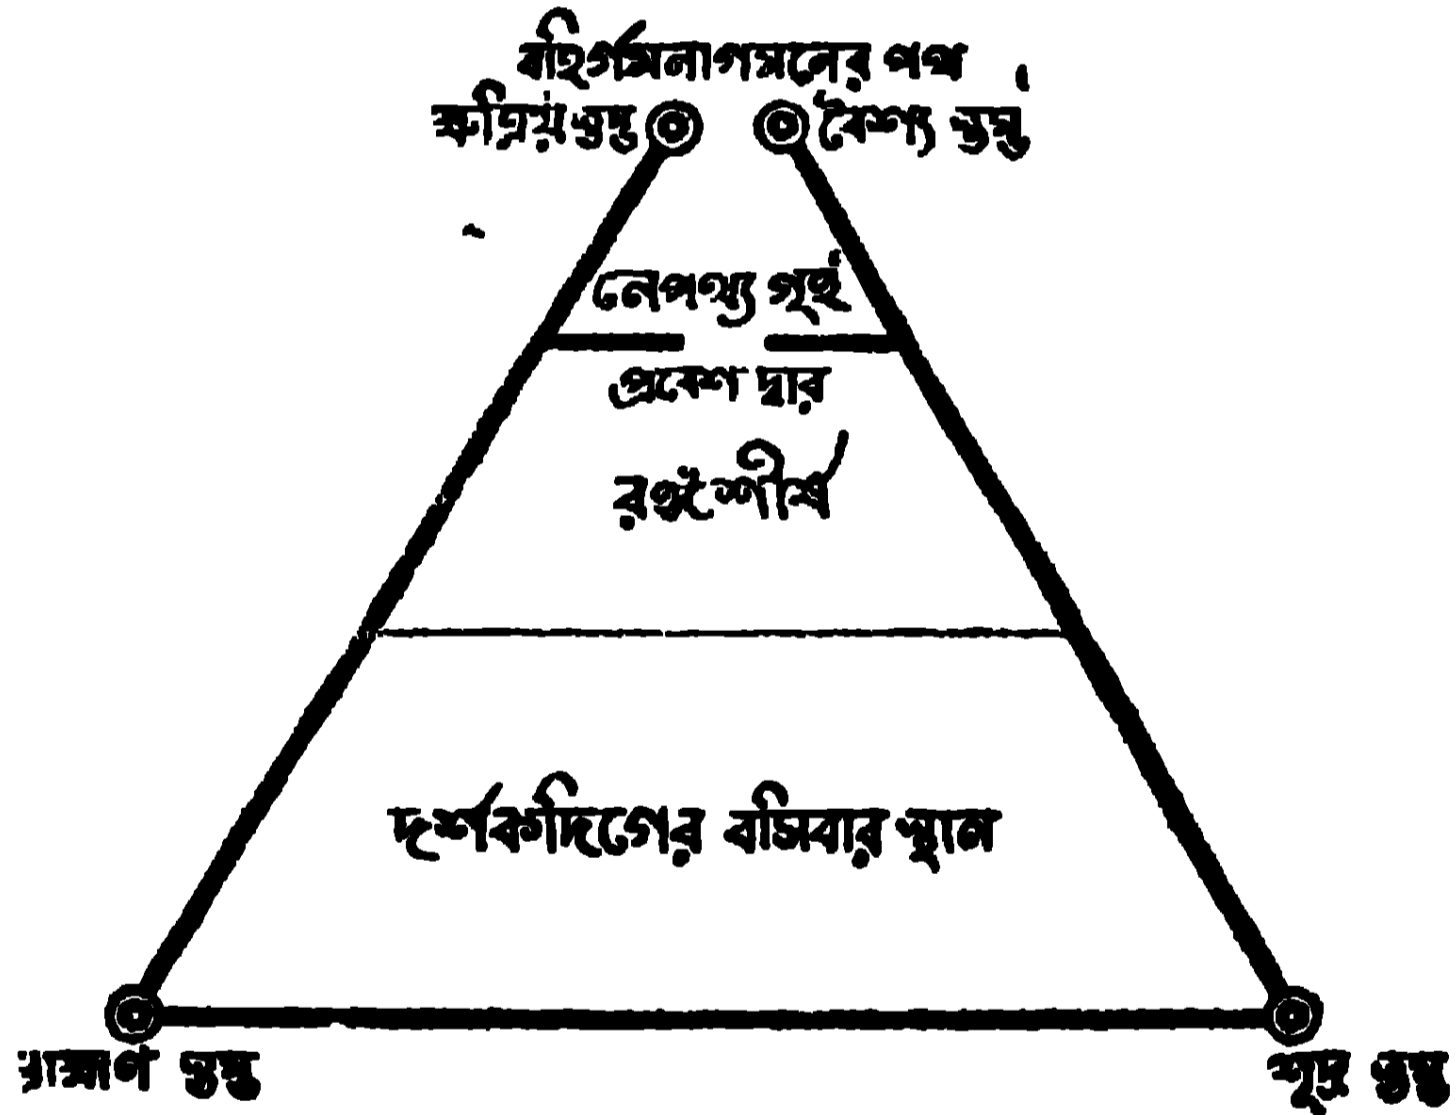 বহির্গমনাগমনের পথ
ক্ষত্রিয় স্তম্ভ বৈশ্য স্তম্ভ
নেপথ্য গৃহ
প্রবেশ দ্বার
রঙ্গশীর্ষ
দর্শকদিগের বসিবার স্থান
ব্রাহ্মণ স্তম্ভ শূদ্র স্তম্ভ